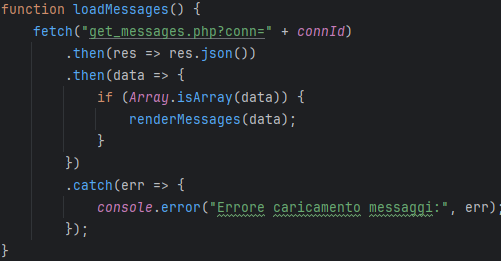 function loadMessages() {
    fetch("get_messages.php?conn=" + connId)
        .then(res => res.json())
        .then(data => {
            if (Array.isArray(data)) {
                renderMessages(data);
            }
        })
        .catch(err => {
            console.error("Errore caricamento messaggi:", err);
        });
}